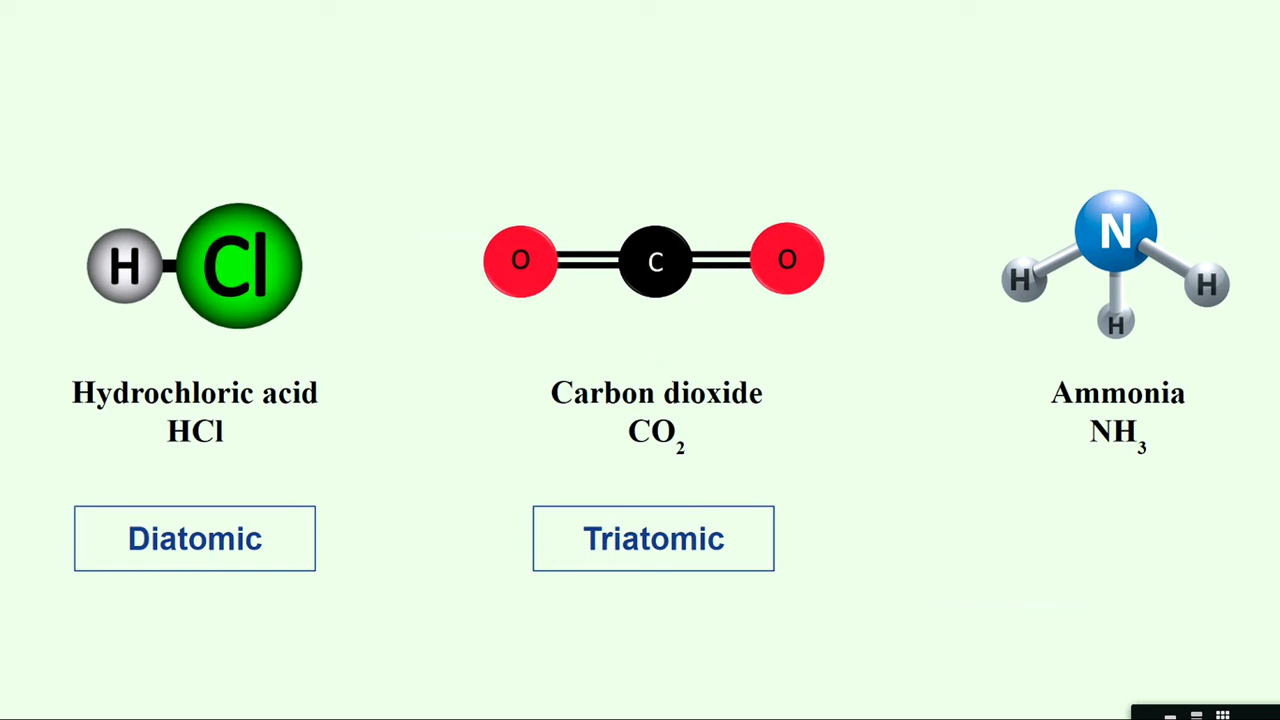 H Cl
O C O
N
H H
H
Hydrochloric acid
HCl
Carbon dioxide
CO₂
Ammonia
NH₃
Diatomic
Triatomic